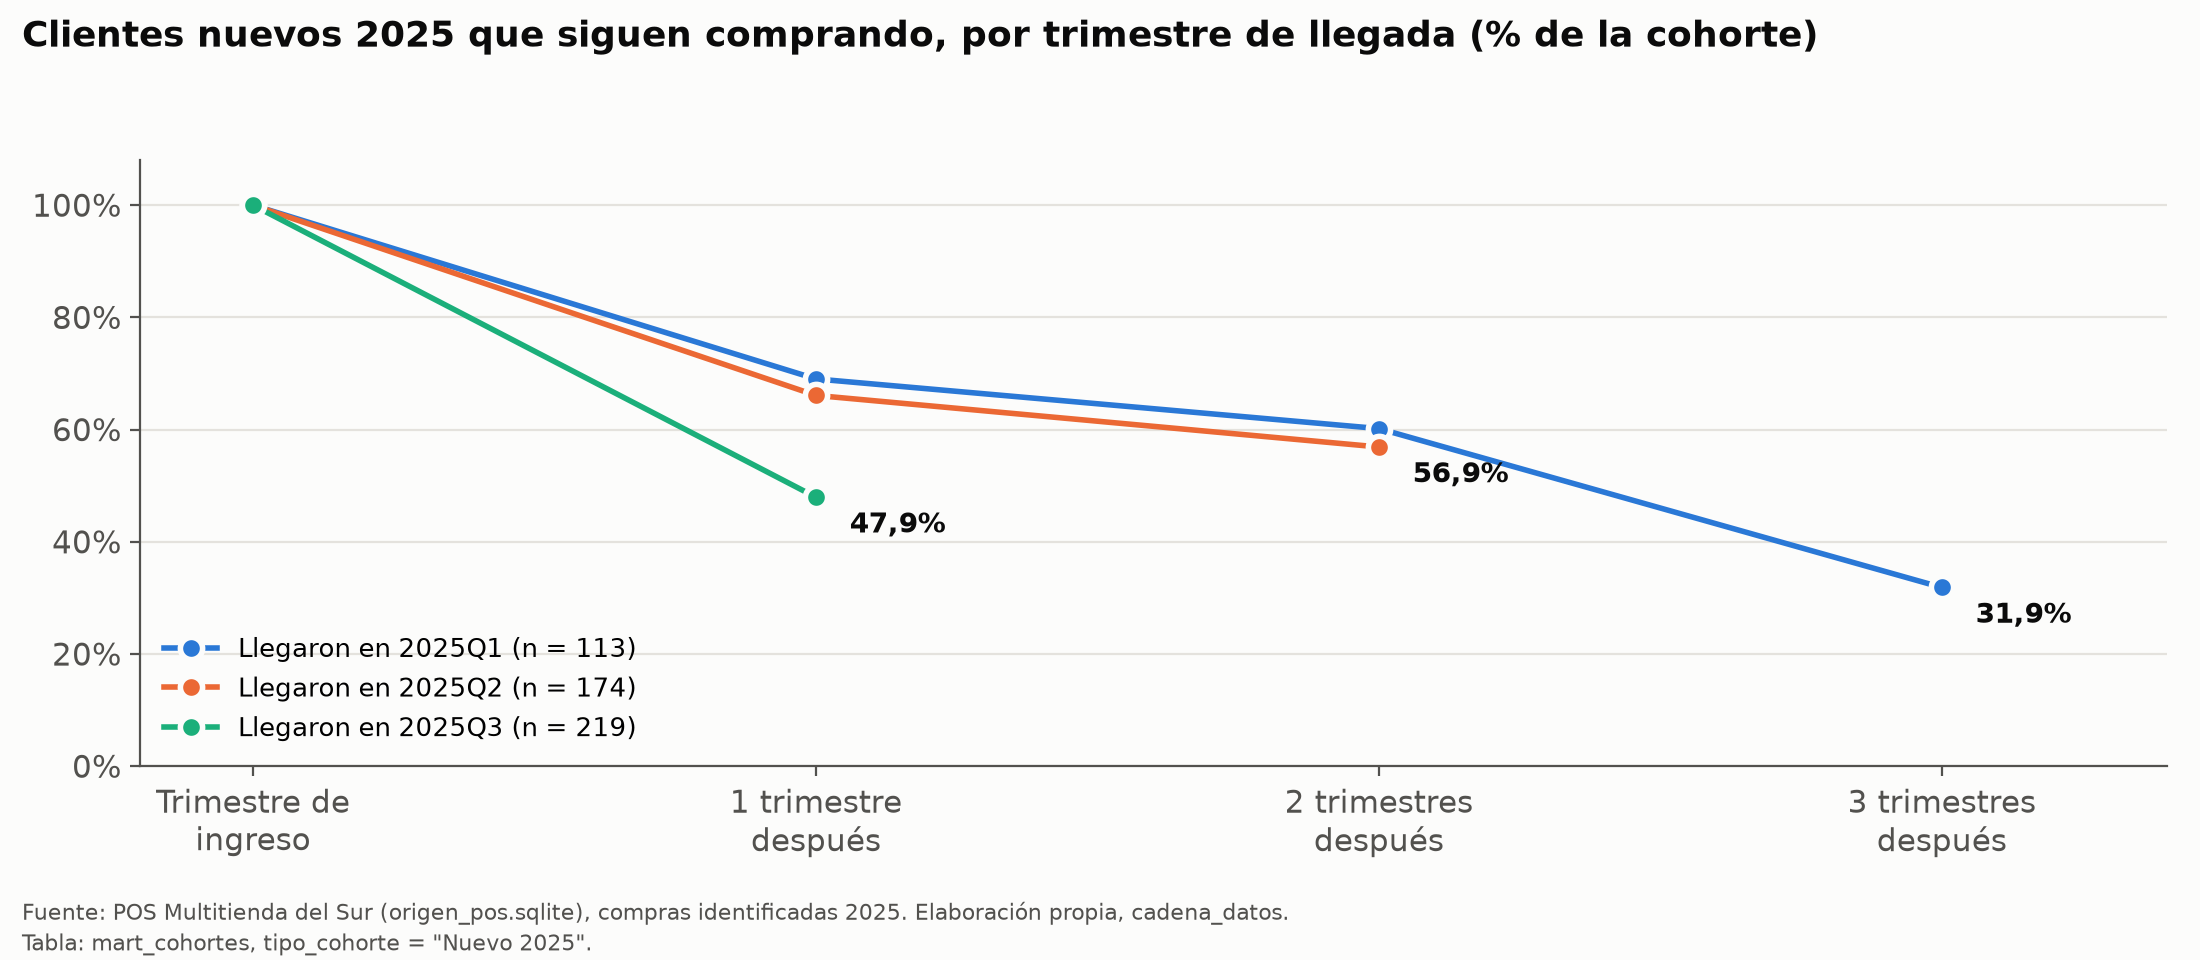 Clientes nuevos 2025 que siguen comprando, por trimestre de llegada (% de la cohorte)
100%
80%
60%
40%
20%
0%
56,9%
47,9%
31,9%
Llegaron en 2025Q1 (n = 113)
Llegaron en 2025Q2 (n = 174)
Llegaron en 2025Q3 (n = 219)
Trimestre de
ingreso
1 trimestre
después
2 trimestres
después
3 trimestres
después
Fuente: POS Multitienda del Sur (origen_pos.sqlite), compras identificadas 2025. Elaboración propia, cadena_datos.
Tabla: mart_cohortes, tipo_cohorte = "Nuevo 2025".